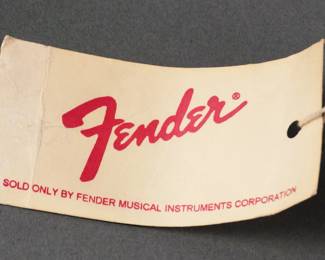 Fender®
SOLD ONLY BY FENDER MUSICAL INSTRUMENTS CORPORATION